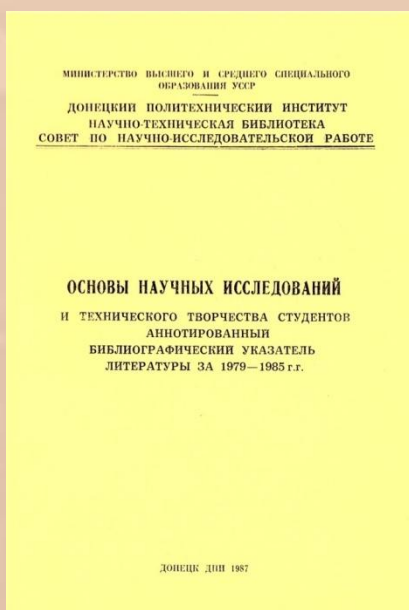 МИНИСТЕРСТВО ВЫСШЕГО И СРЕДНЕГО СПЕЦИАЛЬНОГО
ОБРАЗОВАНИЯ УССР
ДОНЕЦКИЙ ПОЛИТЕХНИЧЕСКИЙ ИНСТИТУТ
НАУЧНО-ТЕХНИЧЕСКАЯ БИБЛИОТЕКА
СОВЕТ ПО НАУЧНО-ИССЛЕДОВАТЕЛЬСКОЙ РАБОТЕ
ОСНОВЫ НАУЧНЫХ ИССЛЕДОВАНИЙ
И ТЕХНИЧЕСКОГО ТВОРЧЕСТВА СТУДЕНТОВ
АННОТИРОВАННЫЙ
БИБЛИОГРАФИЧЕСКИЙ УКАЗАТЕЛЬ
ЛИТЕРАТУРЫ ЗА 1979—1985 г.г.
ДОНЕЦК ДПИ 1987